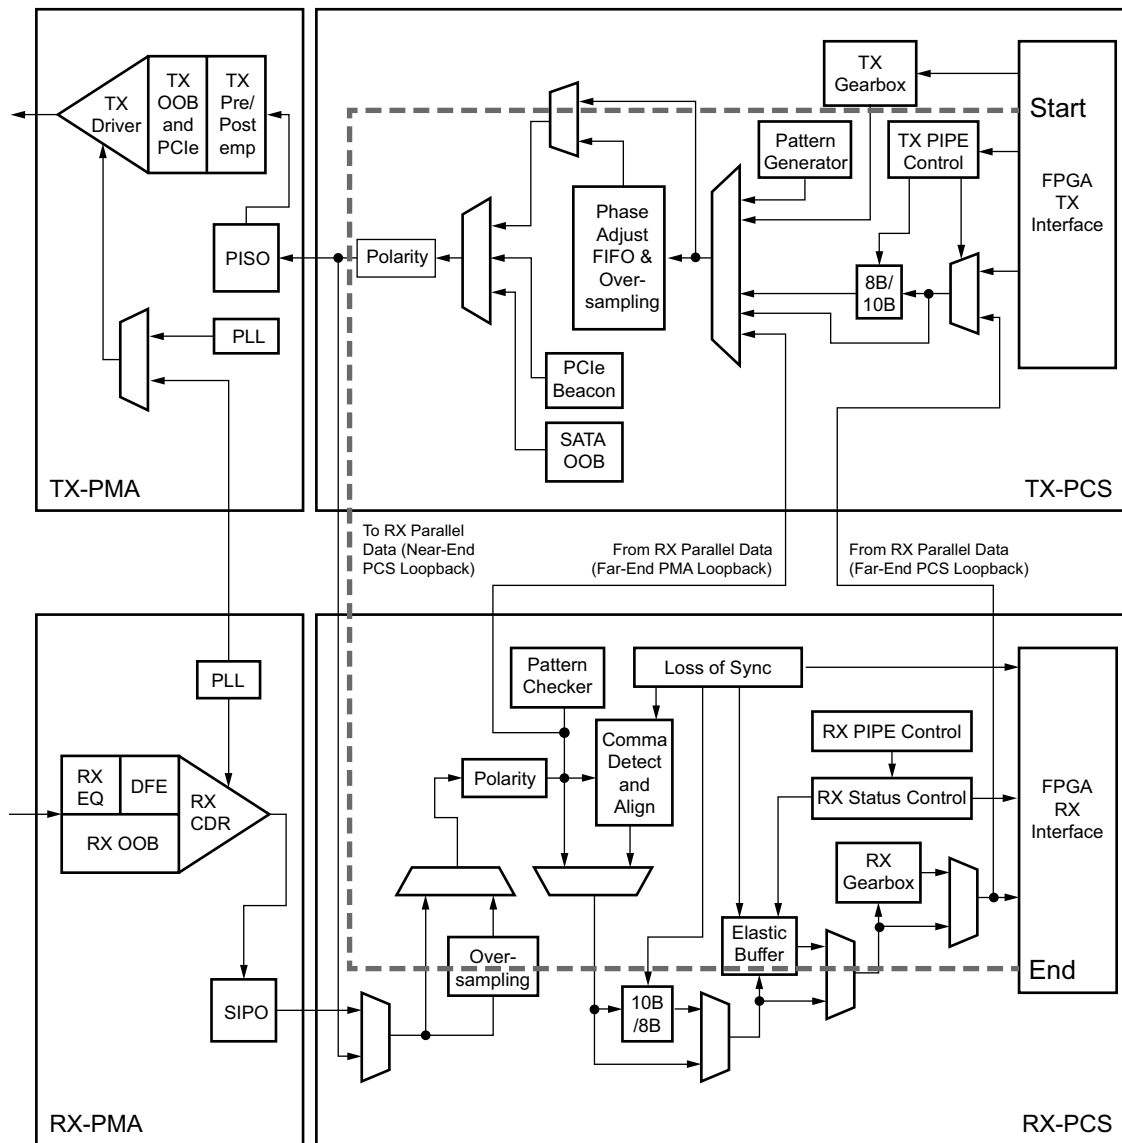 TX
Driver
TX
OOB
and
PCIe
TX
Pre/
Post
emp
TX
Gearbox
Start
Pattern
Generator
TX PIPE
Control
FPGA
TX
Interface
Phase
Adjust
FIFO &
Over-
sampling
PISO
Polarity
8B/
10B
PLL
PCIe
Beacon
SATA
OOB
TX-PMA
TX-PCS
To RX Parallel
Data (Near-End
PCS Loopback)
From RX Parallel Data
(Far-End PMA Loopback)
From RX Parallel Data
(Far-End PCS Loopback)
PLL
Pattern
Checker
Loss of Sync
RX PIPE Control
Comma
Detect
and
Align
Polarity
RX Status Control
FPGA
RX
Interface
RX
EQ
DFE
RX
CDR
RX OOB
RX
Gearbox
Elastic
Buffer
Over-
sampling
End
SIPO
10B
/8B
RX-PMA
RX-PCS